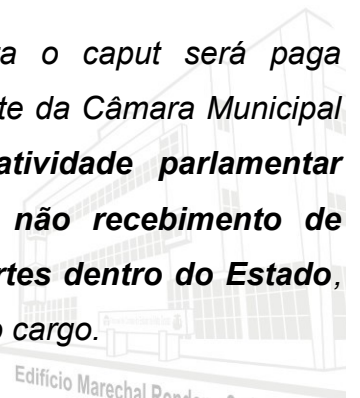 a o caput será paga
te da Câmara Municipal
atividade parlamentar
não recebimento de
rtes dentro do Estado,
o cargo.
Edifício Marechal